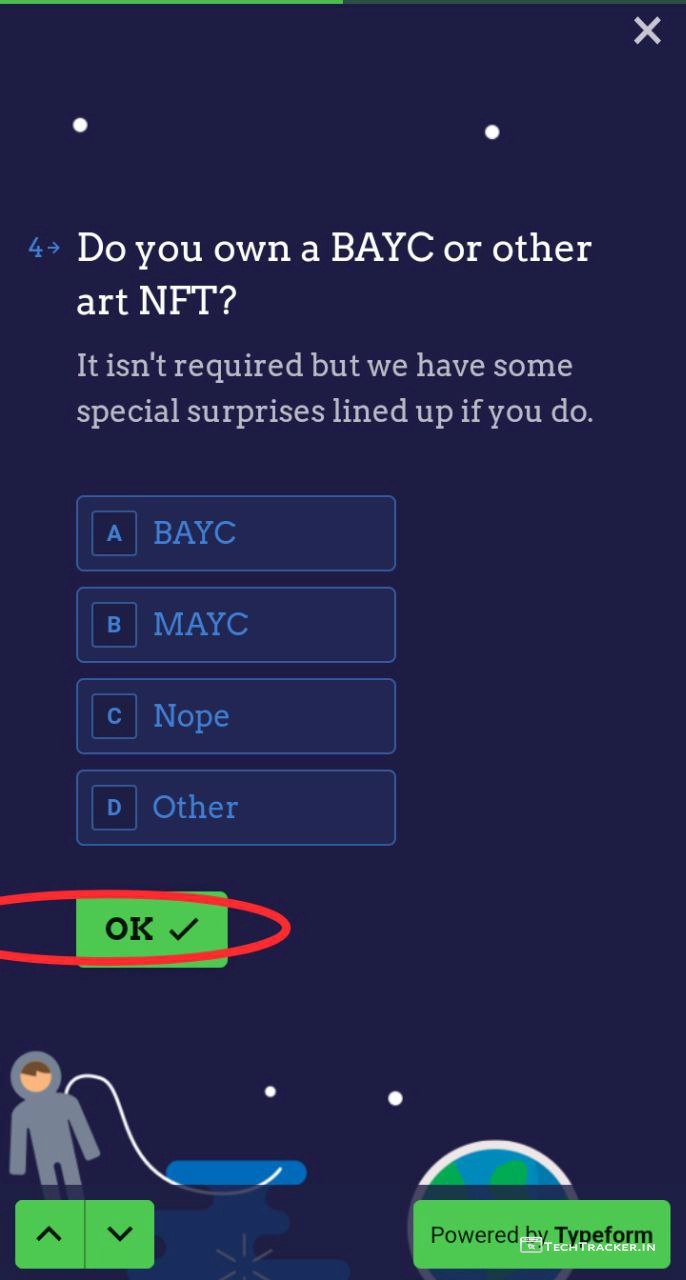 4 Do you own a BAYC or other
art NFT?
It isn't required but we have some
special surprises lined up if you do.
A BAYC
B MAYC
C Nope
D Other
OK
Powered by Typeform
TECHTRACKER.IN